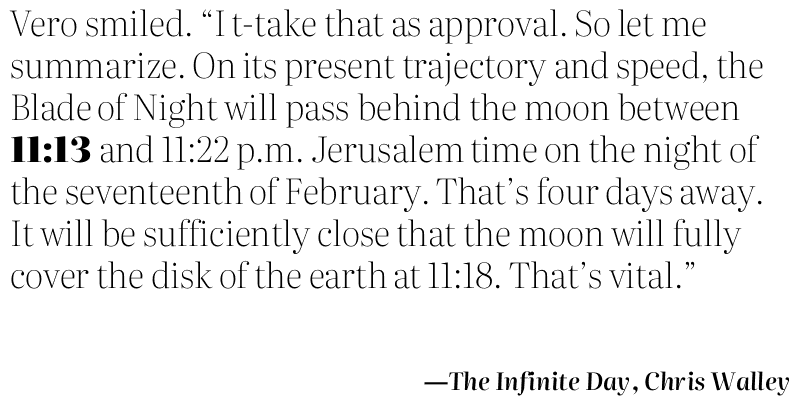 Vero smiled. “I t-take that as approval. So let me
summarize. On its present trajectory and speed, the
Blade of Night will pass behind the moon between
11:13 and 11:22 p.m. Jerusalem time on the night of
the seventeenth of February. That’s four days away.
It will be sufficiently close that the moon will fully
cover the disk of the earth at 11:18. That’s vital.”
—The Infinite Day, Chris Walley